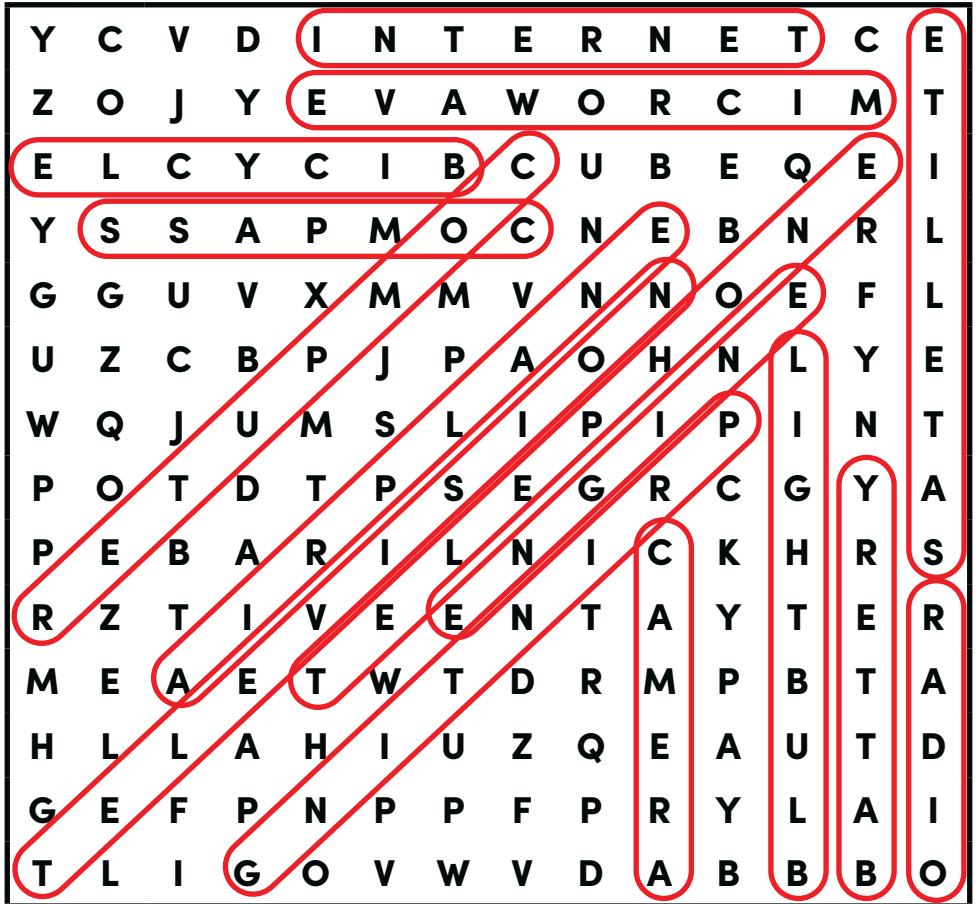 Y C V D I N T E R N E T C E
Z O J Y E V A W O R C I M T
E L C Y C I B C U B E Q E I
Y S S A P M O C N E B N R L
G G U V X M M V N N O E F L
U Z C B P J P A O H N L Y E
W Q J U M S L I P I P I N T
P O T D T P S E G R C G Y A
P E B A R I L N I C K H R S
R Z T I V E E N T A Y T E R
M E A E T W T D R M P B T A
H L L A H I U Z Q E A U T D
G E F P N P P F P R Y L A I
T L I G O V W V D A B B B O